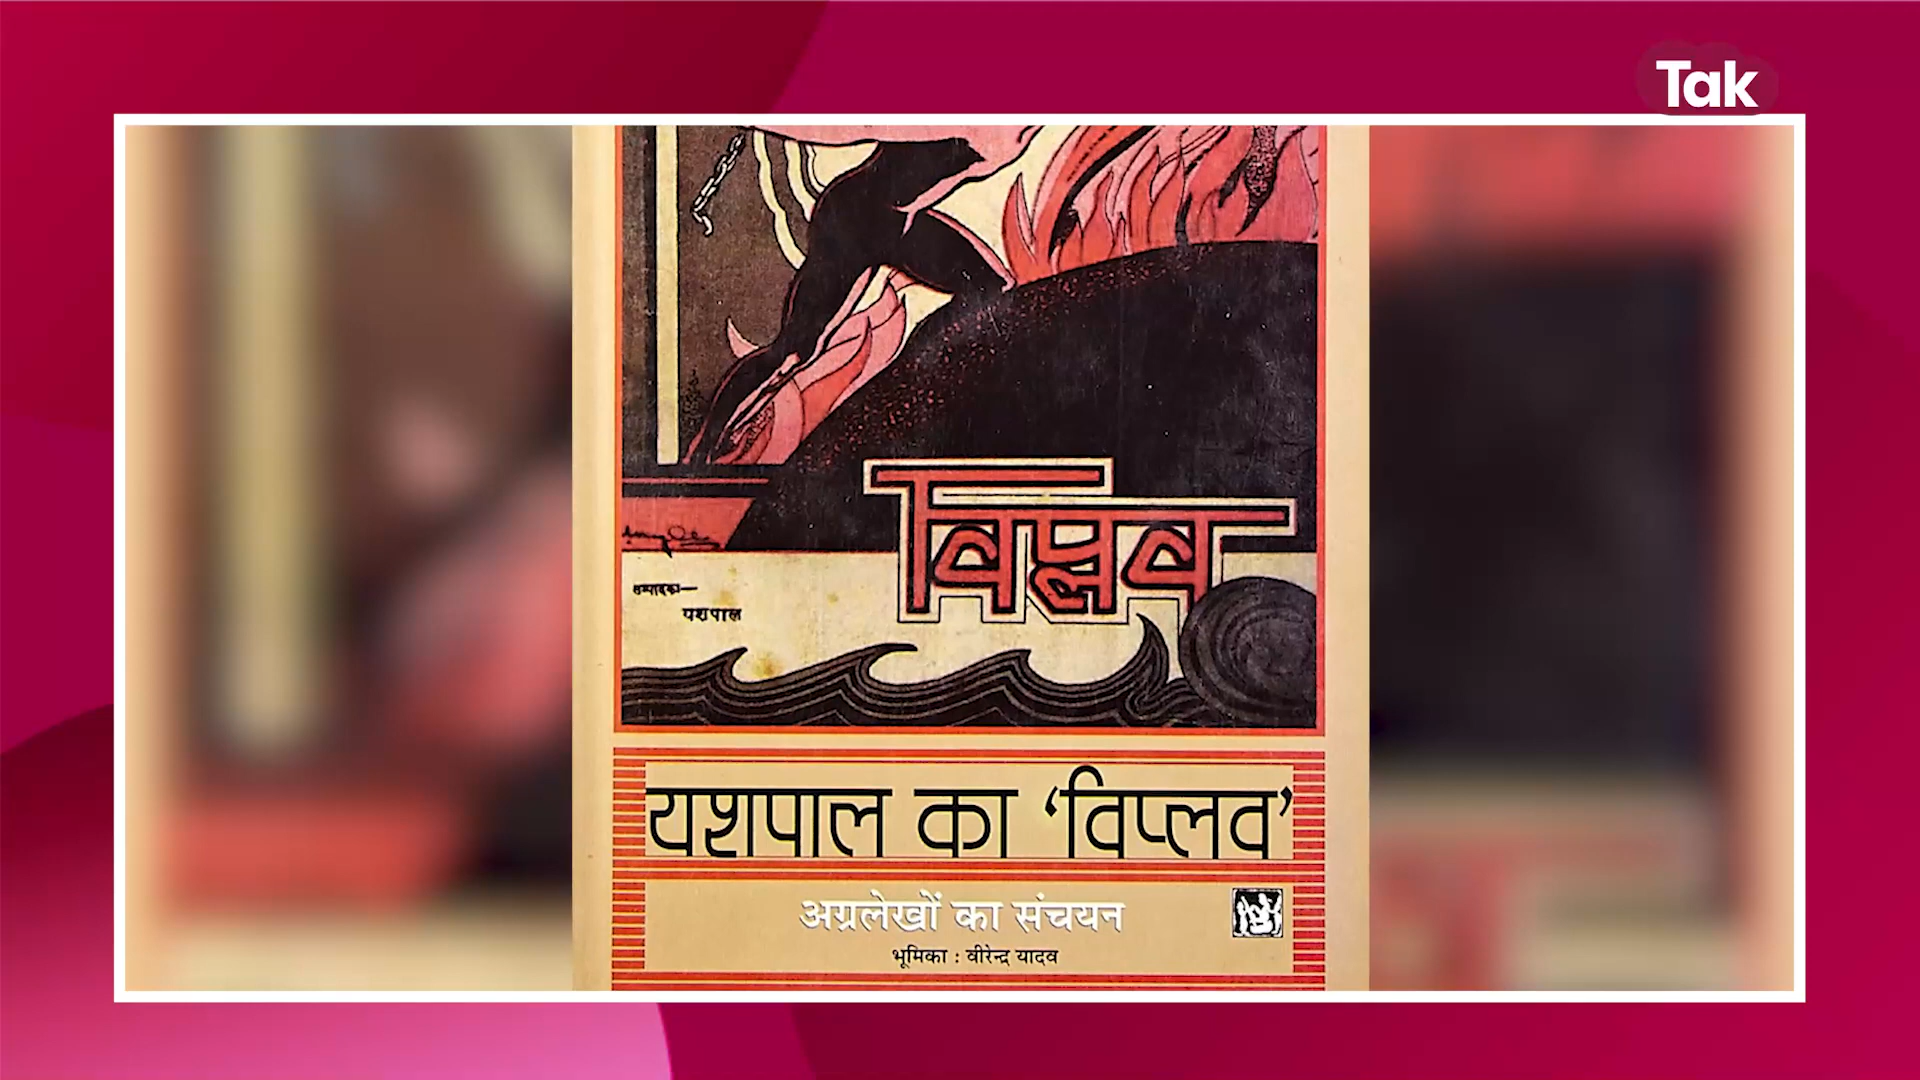 Tak
विप्लव
सम्पादक—
यशपाल
यशपाल का ‘विप्लव’
अग्रलेखों का संचयन
भूमिका : वीरेन्द्र यादव